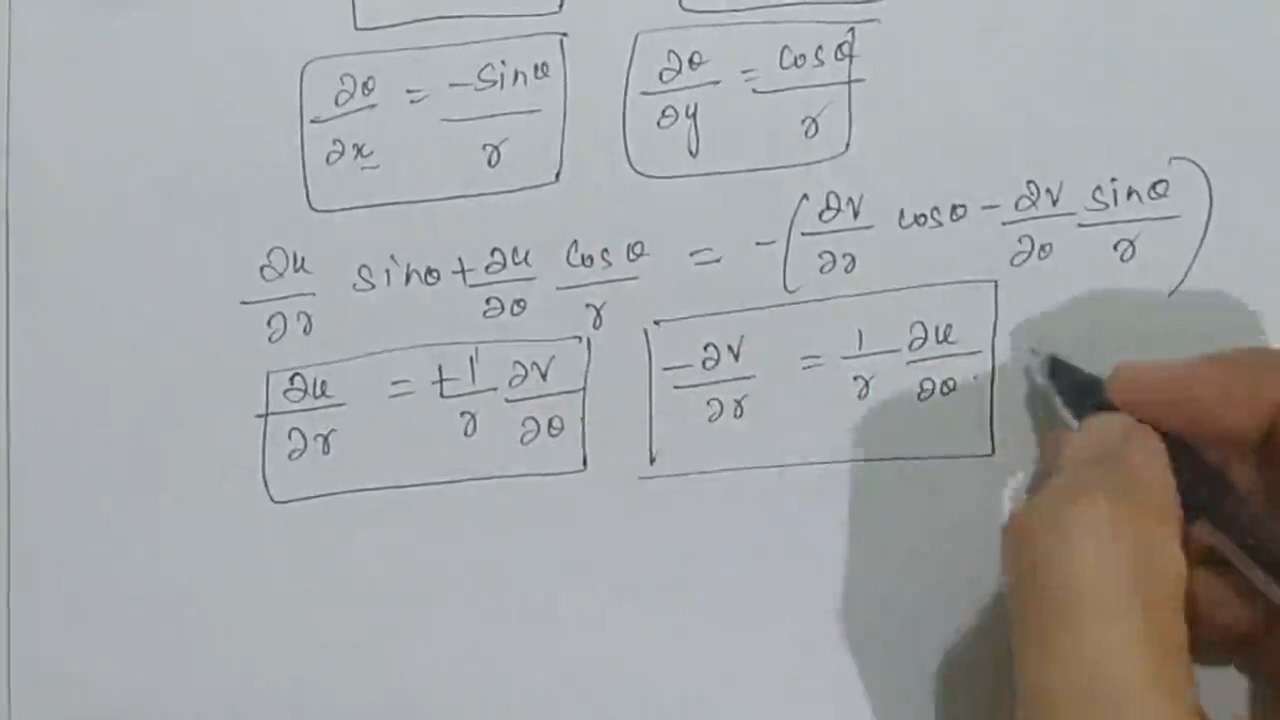 ∂θ/∂x = -Sinθ/r    ∂θ/∂y = Cosθ/r
∂u/∂r sinθ + ∂u/∂θ Cosθ/r = -(∂v/∂r cosθ - ∂v/∂θ sinθ/r)
∂u/∂r = +1/r ∂v/∂θ    -∂v/∂r = 1/r ∂u/∂θ.